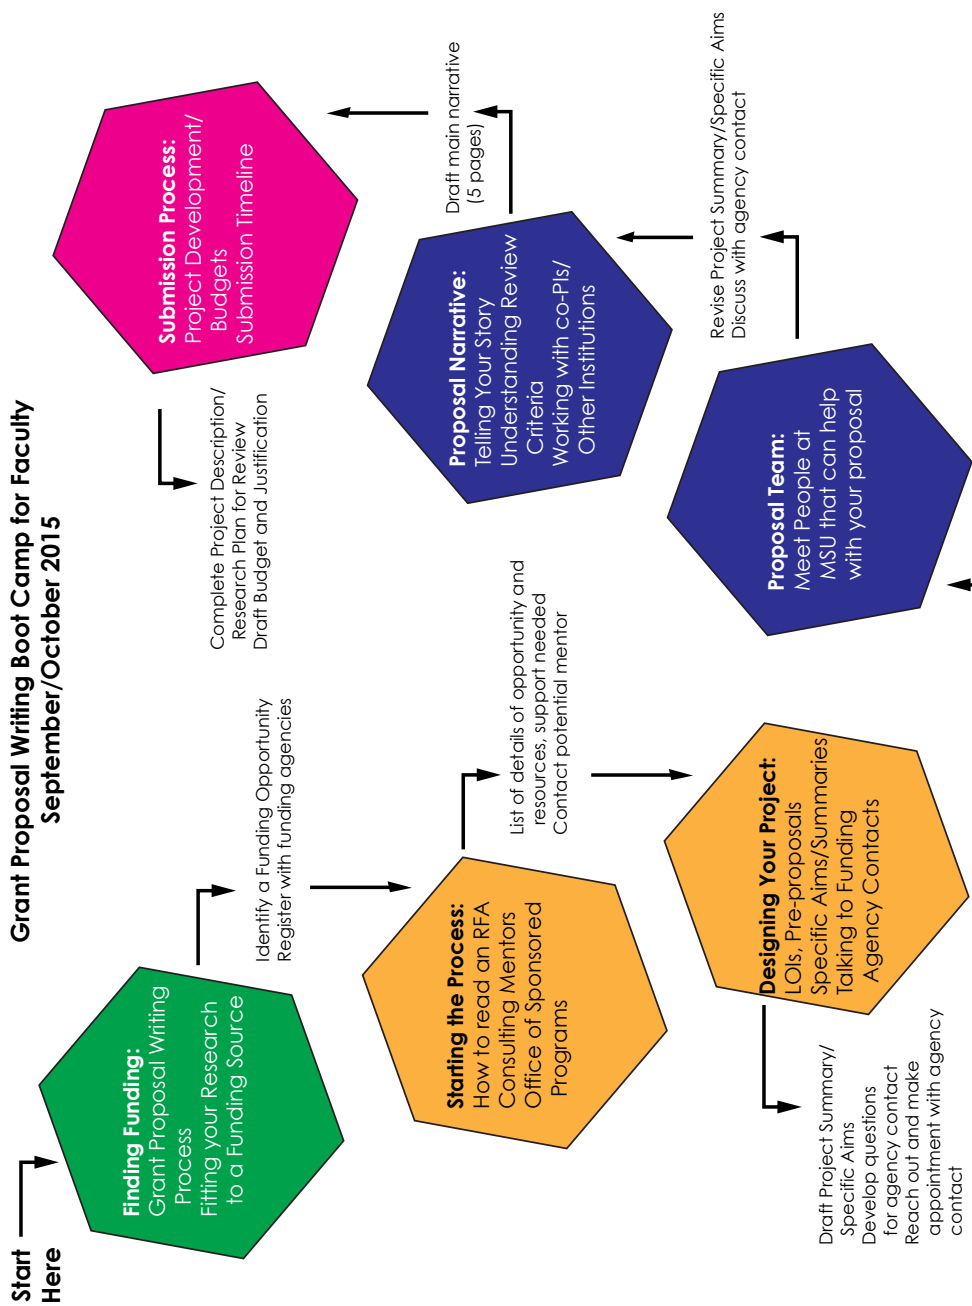 Grant Proposal Writing Boot Camp for Faculty
September/October 2015
Start
Here
Finding Funding:
Grant Proposal Writing
Process
Fitting your Research
to a Funding Source
Identify a Funding Opportunity
Register with funding agencies
Starting the Process:
How to read an RFA
Consulting Mentors
Office of Sponsored
Programs
List of details of opportunity and
resources, support needed
Contact potential mentor
Designing Your Project:
LOIs, Pre-proposals
Specific Aims/Summaries
Talking to Funding
Agency Contacts
Draft Project Summary/
Specific Aims
Develop questions
for agency contact
Reach out and make
appointment with agency
contact
Proposal Team:
Meet People at
MSU that can help
with your proposal
Revise Project Summary/Specific Aims
Discuss with agency contact
Proposal Narrative:
Telling Your Story
Understanding Review
Criteria
Working with co-PIs/
Other Institutions
Draft main narrative
(5 pages)
Submission Process:
Project Development/
Budgets
Submission Timeline
Complete Project Description/
Research Plan for Review
Draft Budget and Justification